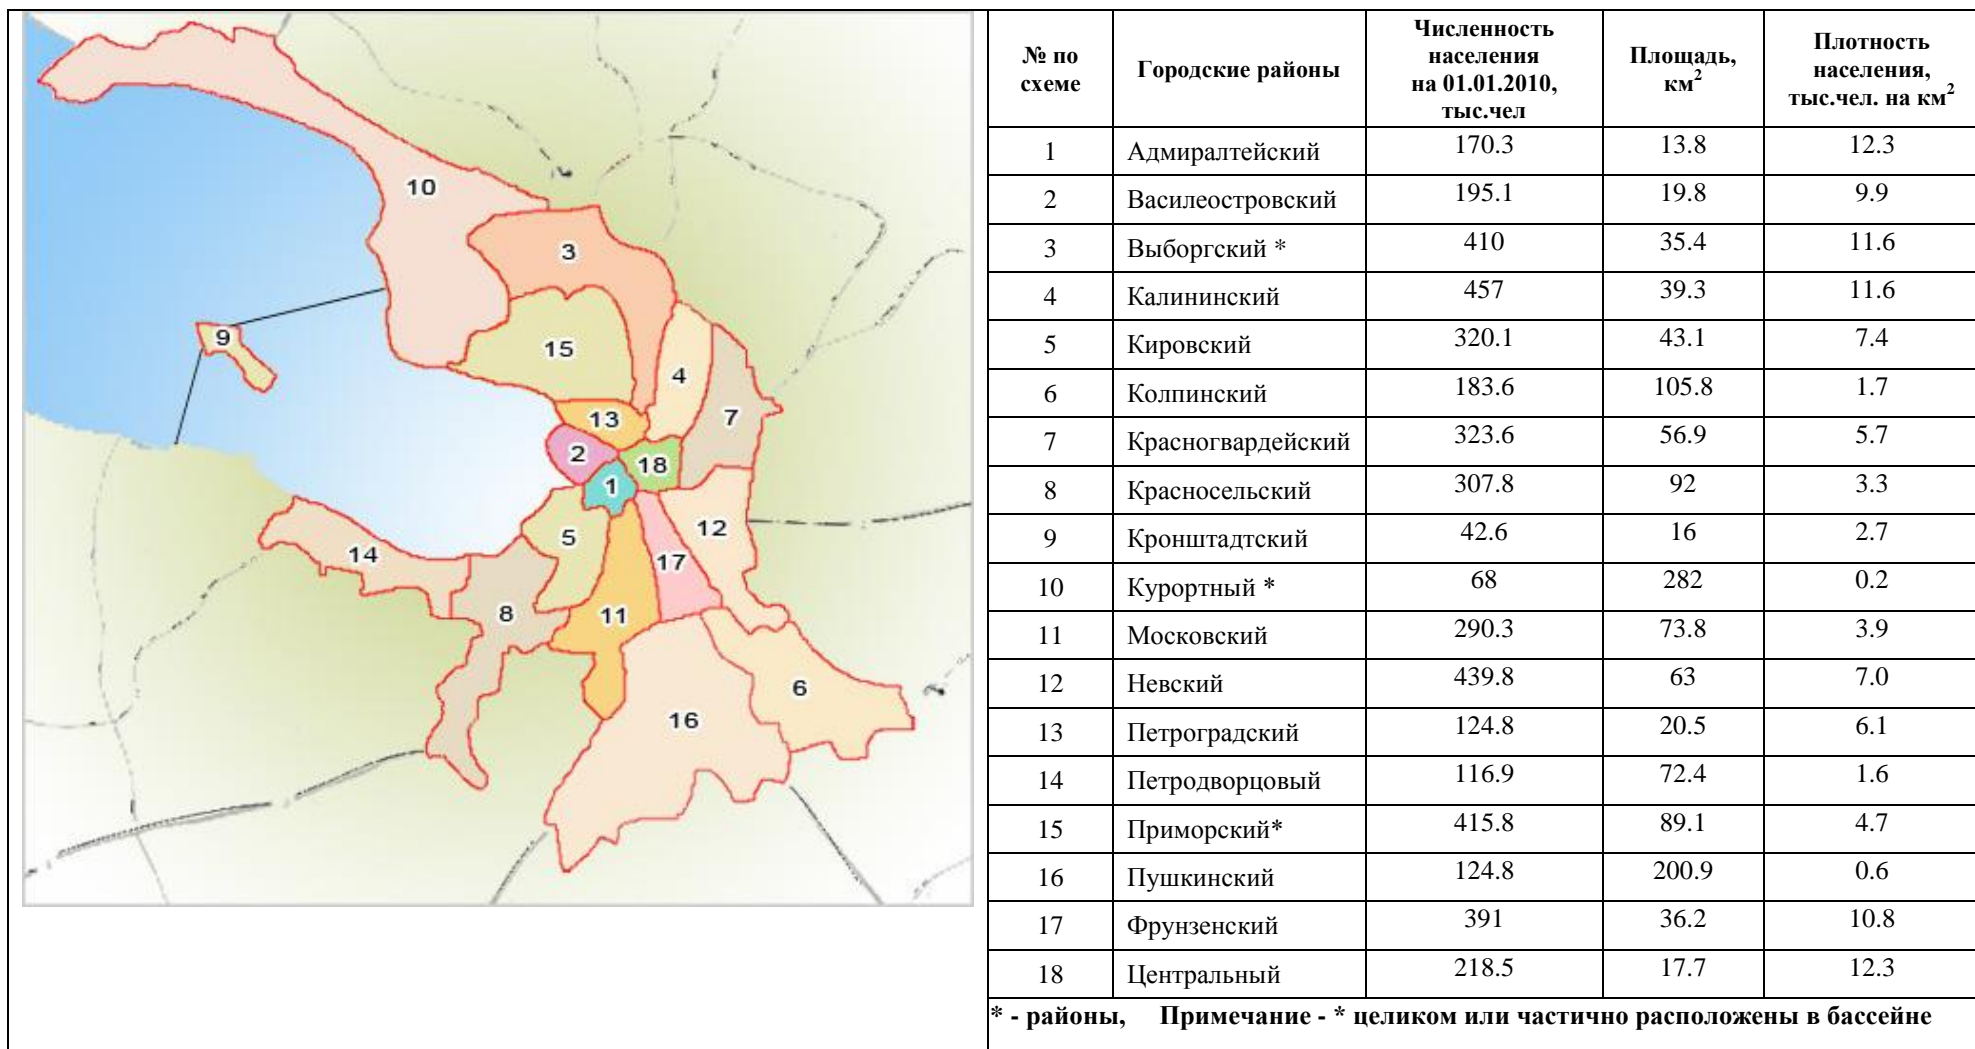 10
3
9
15
4
13
7
2
18
1
12
5
14
17
8
11
6
16
№ по
схеме
Городские районы
Численность
населения
на 01.01.2010,
тыс.чел
Площадь,
км²
Плотность
населения,
тыс.чел. на км²
1 Адмиралтейский 170.3 13.8 12.3
2 Василеостровский 195.1 19.8 9.9
3 Выборгский * 410 35.4 11.6
4 Калининский 457 39.3 11.6
5 Кировский 320.1 43.1 7.4
6 Колпинский 183.6 105.8 1.7
7 Красногвардейский 323.6 56.9 5.7
8 Красносельский 307.8 92 3.3
9 Кронштадтский 42.6 16 2.7
10 Курортный * 68 282 0.2
11 Московский 290.3 73.8 3.9
12 Невский 439.8 63 7.0
13 Петроградский 124.8 20.5 6.1
14 Петродворцовый 116.9 72.4 1.6
15 Приморский* 415.8 89.1 4.7
16 Пушкинский 124.8 200.9 0.6
17 Фрунзенский 391 36.2 10.8
18 Центральный 218.5 17.7 12.3
* - районы, Примечание - * целиком или частично расположены в бассейне